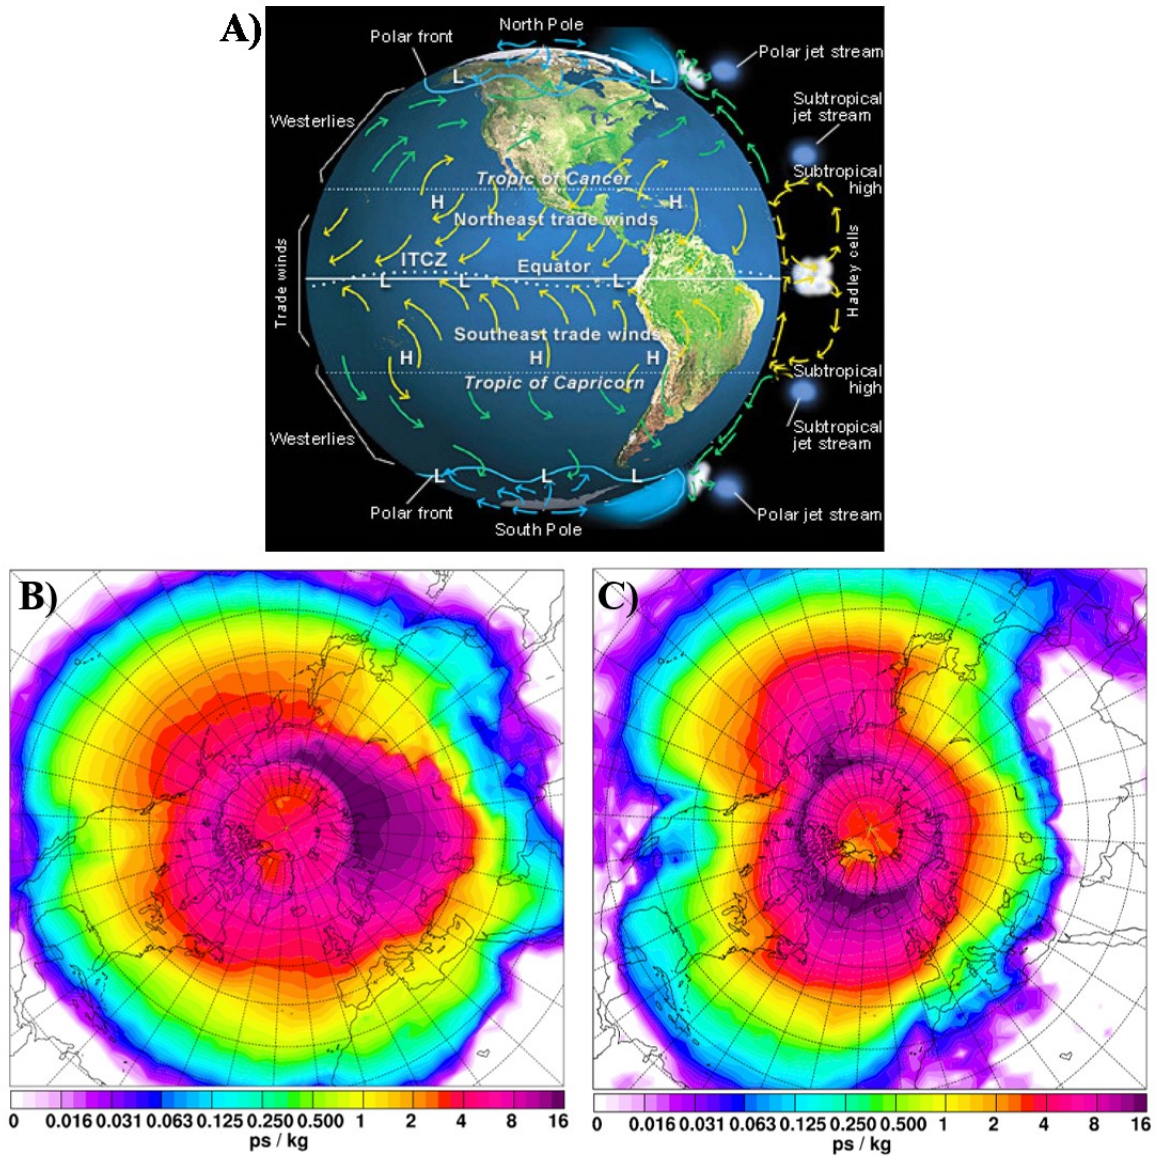 A)
North Pole
Polar front
Polar jet stream
Subtropical
jet stream
Westerlies
Subtropical
high
Tropic of Cancer
H
H
Northeast trade winds
L
L
Trade winds
ITCZ
Equator
Hadley cells
L
L
L
Southeast trade winds
H
H
H
Subtropical
high
Tropic of Capricorn
Subtropical
jet stream
Westerlies
L
L
L
Polar front
South Pole
Polar jet stream
B)
C)
0 0.016 0.031 0.063 0.125 0.250 0.500 1 2 4 8 16
ps / kg
0 0.016 0.031 0.063 0.125 0.250 0.500 1 2 4 8 16
ps / kg